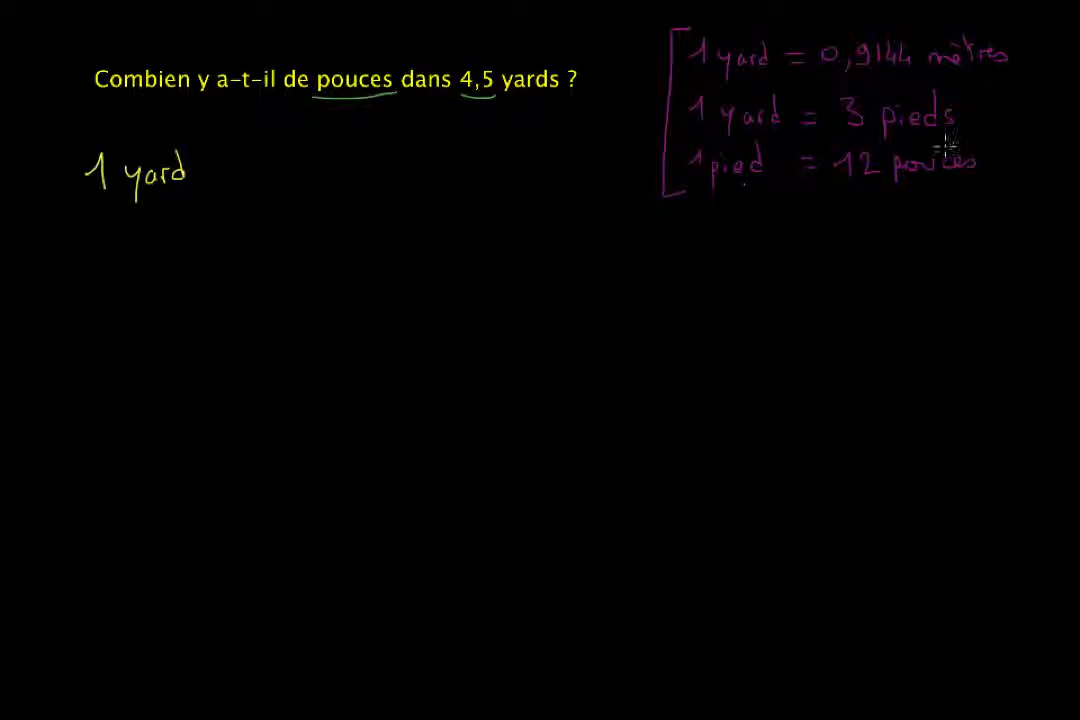 Combien y a-t-il de pouces dans 4,5 yards ?
1 yard = 0,9144 mètres
1 yard = 3 pieds
1 pied = 12 pouces
1 yard